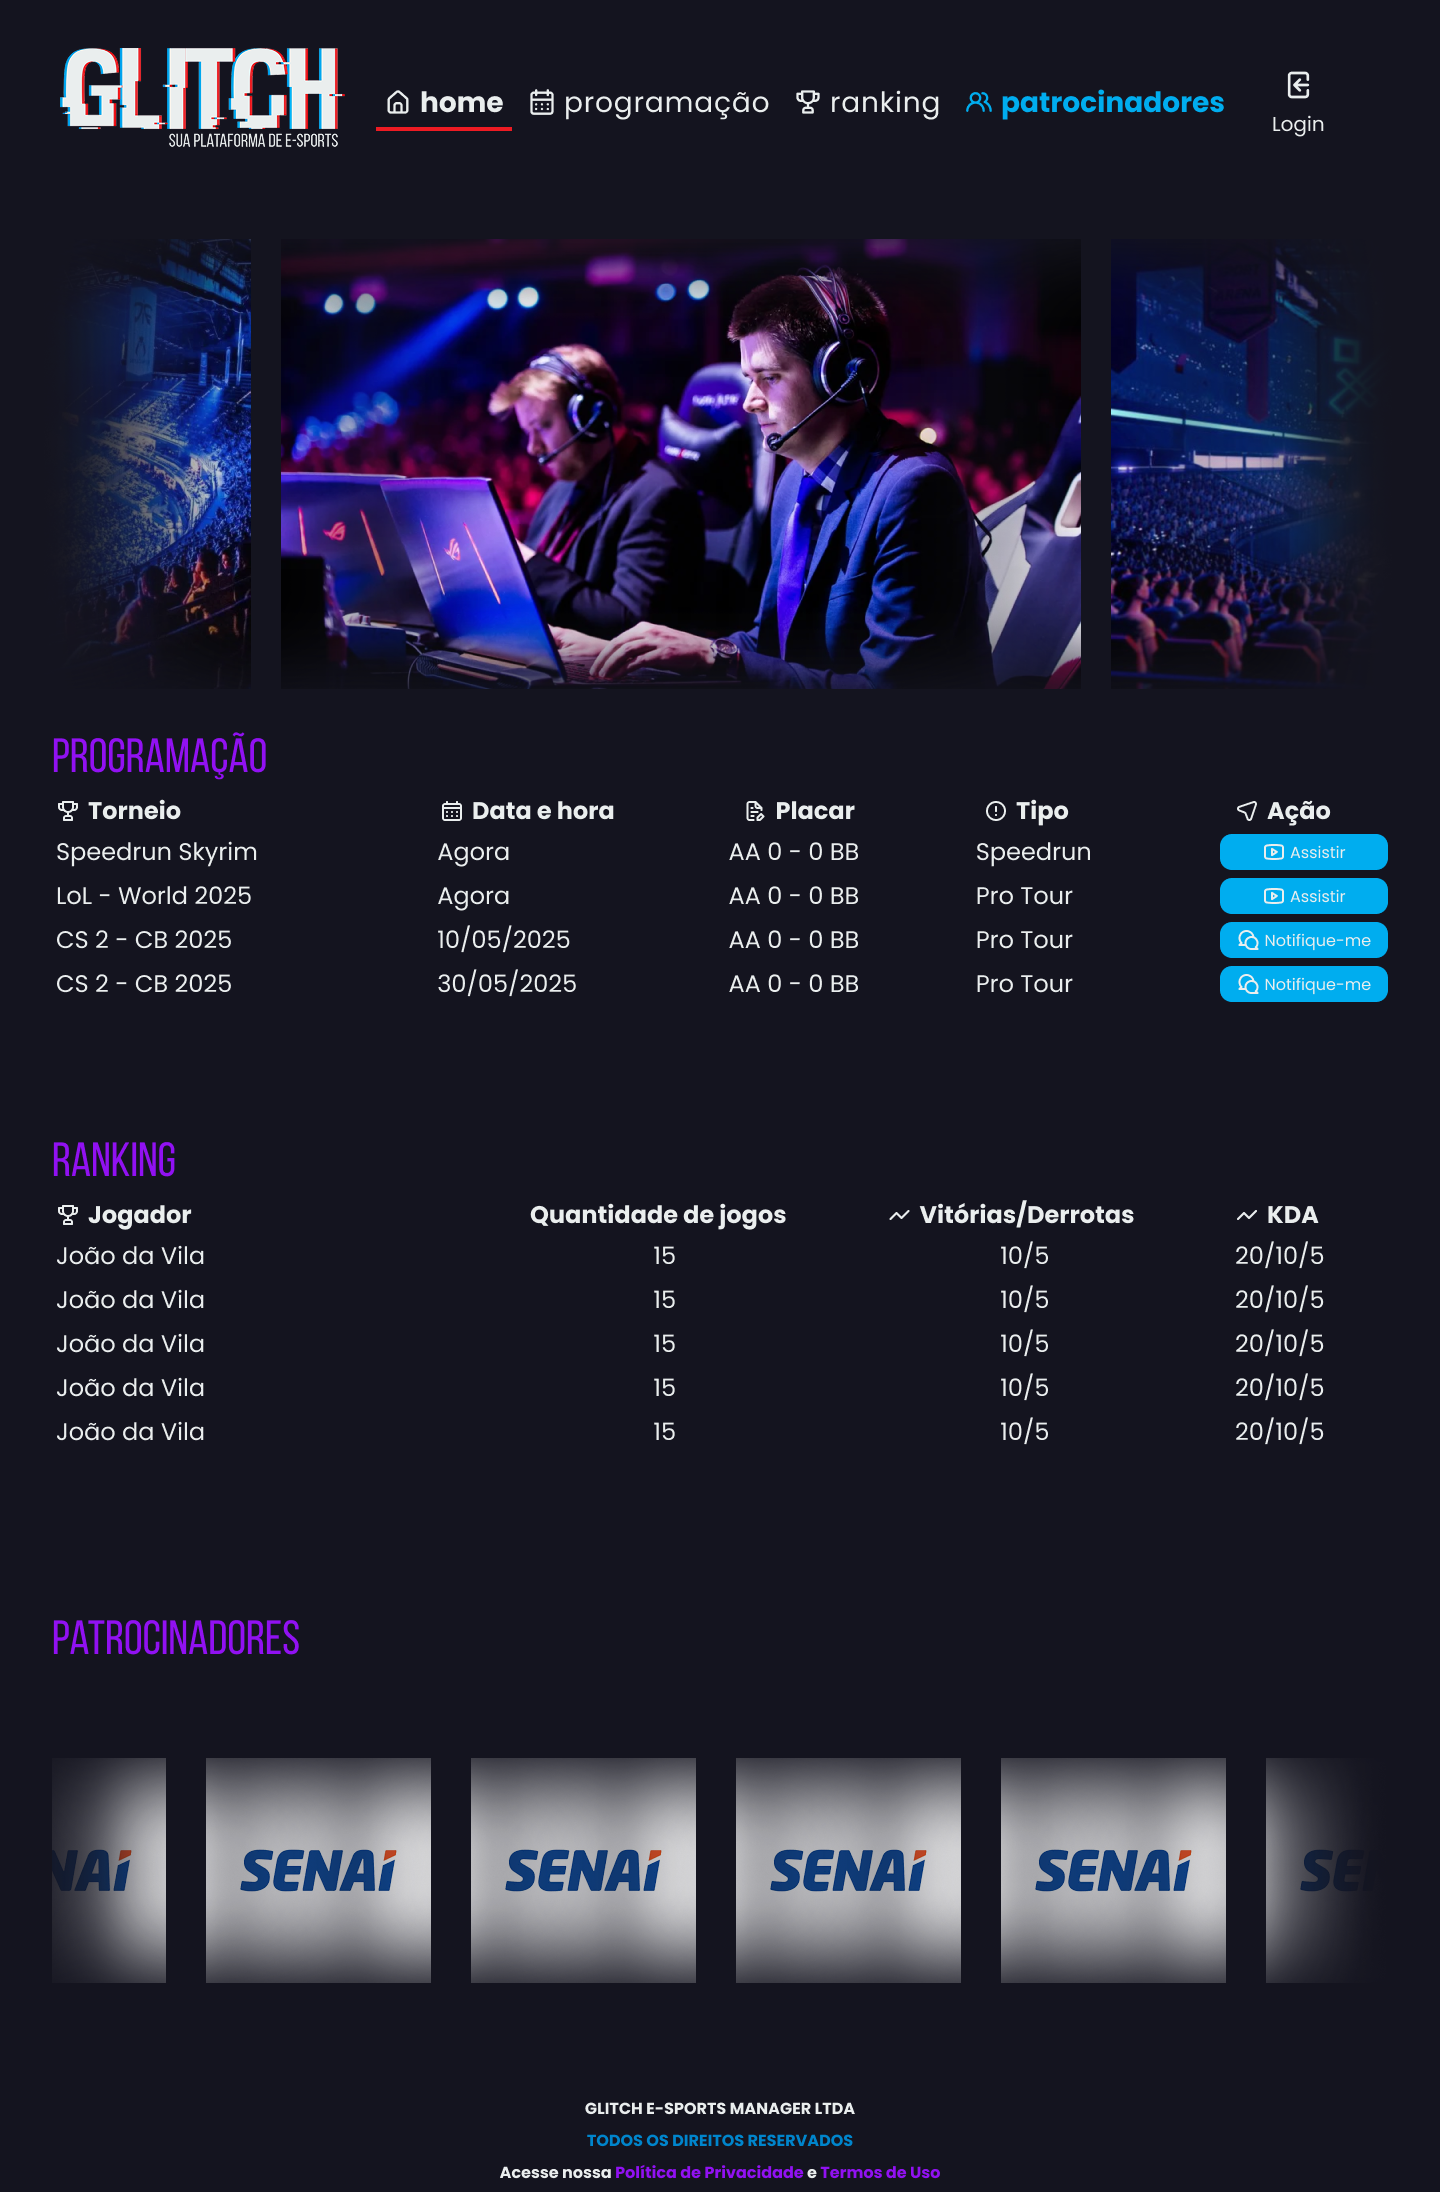 GLITCH
SUA PLATAFORMA DE E-SPORTS
home programação ranking patrocinadores
Login
PROGRAMAÇÃO
Torneio Data e hora Placar Tipo Ação
Speedrun Skyrim Agora AA 0 - 0 BB Speedrun Assistir
LoL - World 2025 Agora AA 0 - 0 BB Pro Tour Assistir
CS 2 - CB 2025 10/05/2025 AA 0 - 0 BB Pro Tour Notifique-me
CS 2 - CB 2025 30/05/2025 AA 0 - 0 BB Pro Tour Notifique-me
RANKING
Jogador Quantidade de jogos Vitórias/Derrotas KDA
João da Vila 15 10/5 20/10/5
João da Vila 15 10/5 20/10/5
João da Vila 15 10/5 20/10/5
João da Vila 15 10/5 20/10/5
João da Vila 15 10/5 20/10/5
PATROCINADORES
NAi SENAi SENAi SENAi SENAi SE
GLITCH E-SPORTS MANAGER LTDA
TODOS OS DIREITOS RESERVADOS
Acesse nossa Política de Privacidade e Termos de Uso